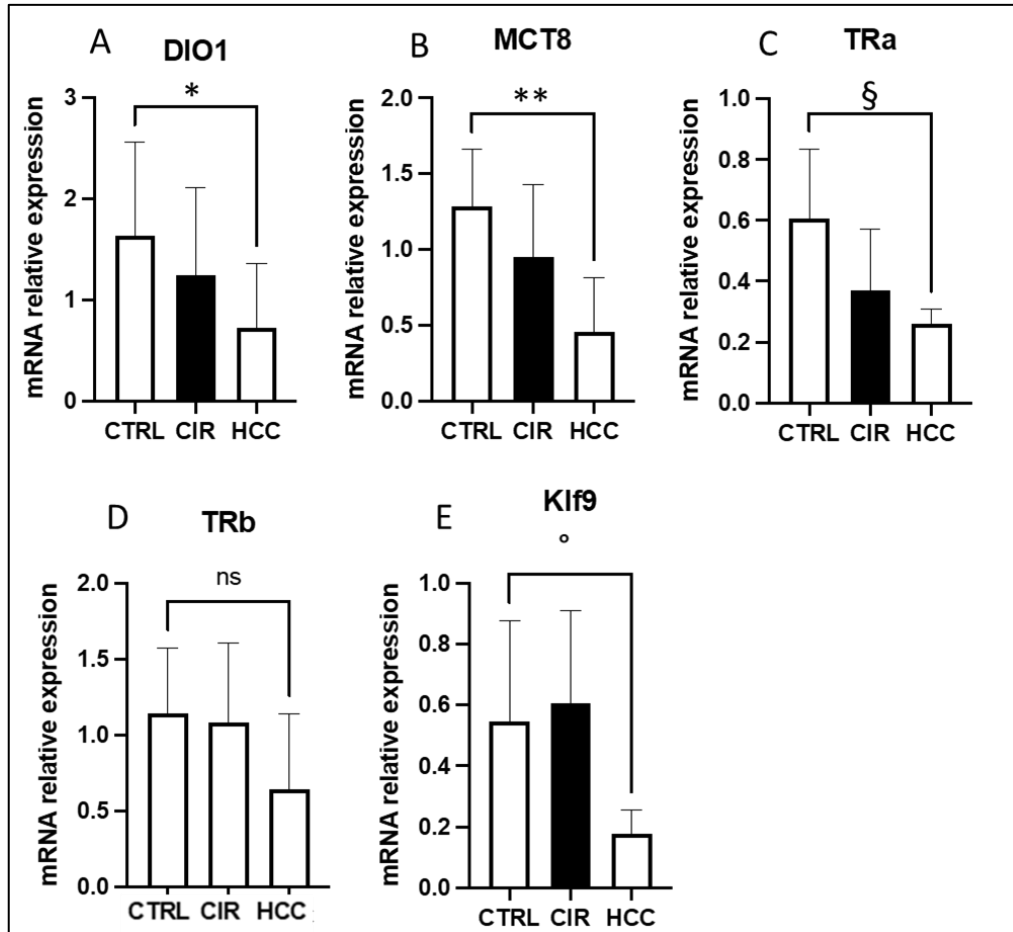 A
DIO1
*
mRNA relative expression
3
2
1
0
CTRL CIR HCC
B
MCT8
**
mRNA relative expression
2.0
1.5
1.0
0.5
0.0
CTRL CIR HCC
C
TRa
§
mRNA relative expression
1.0
0.8
0.6
0.4
0.2
0.0
CTRL CIR HCC
D
TRb
ns
mRNA relative expression
2.0
1.5
1.0
0.5
0.0
CTRL CIR HCC
E
Klf9
°
mRNA relative expression
1.0
0.8
0.6
0.4
0.2
0.0
CTRL CIR HCC